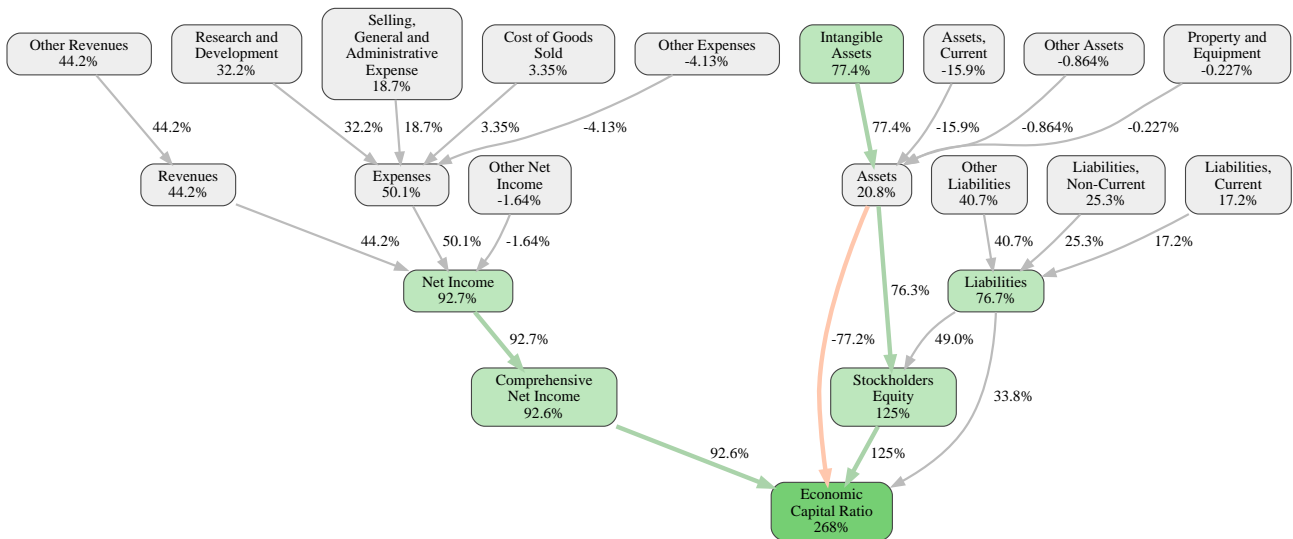 Other Revenues
44.2%
Research and
Development
32.2%
Selling,
General and
Administrative
Expense
18.7%
Cost of Goods
Sold
3.35%
Other Expenses
-4.13%
Intangible
Assets
77.4%
Assets,
Current
-15.9%
Other Assets
-0.864%
Property and
Equipment
-0.227%
44.2%
32.2%
18.7%
3.35%
-4.13%
77.4%
-15.9%
-0.864%
-0.227%
Revenues
44.2%
Expenses
50.1%
Other Net
Income
-1.64%
Assets
20.8%
Other
Liabilities
40.7%
Liabilities,
Non-Current
25.3%
Liabilities,
Current
17.2%
44.2%
50.1%
-1.64%
40.7%
25.3%
17.2%
Net Income
92.7%
76.3%
Liabilities
76.7%
92.7%
-77.2%
49.0%
Comprehensive
Net Income
92.6%
Stockholders
Equity
125%
33.8%
92.6%
125%
Economic
Capital Ratio
268%